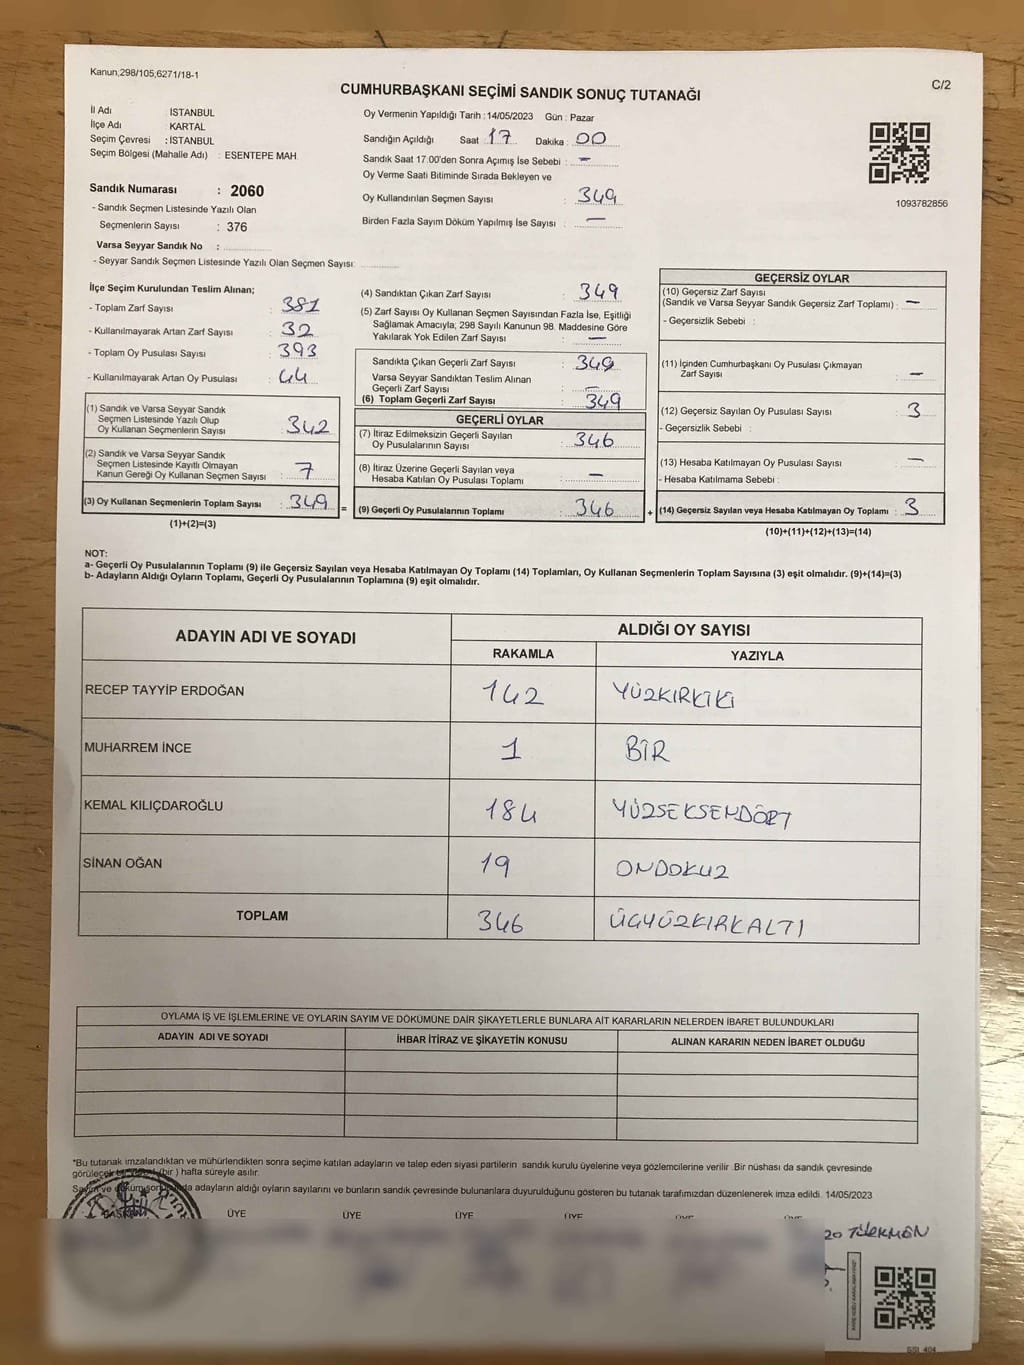 Kanun,298/105,6271/18-1
C/2
CUMHURBAŞKANI SEÇİMİ SANDIK SONUÇ TUTANAĞI
İl Adı : İSTANBUL
İlçe Adı : KARTAL
Seçim Çevresi : İSTANBUL
Seçim Bölgesi (Mahalle Adı) : ESENTEPE MAH.
Sandık Numarası : 2060
- Sandık Seçmen Listesinde Yazılı Olan
Seçmenlerin Sayısı : 376
Varsa Seyyar Sandık No :
- Seyyar Sandık Seçmen Listesinde Yazılı Olan Seçmen Sayısı:
Oy Vermenin Yapıldığı Tarih : 14/05/2023 Gün : Pazar
Sandığın Açıldığı Saat : 17 Dakika : 00
Sandık Saat 17:00'den Sonra Açımış İse Sebebi : –
Oy Verme Saati Bitiminde Sırada Bekleyen ve
Oy Kullandırılan Seçmen Sayısı : 349
Birden Fazla Sayım Döküm Yapılmış İse Sayısı : –
1093782856
İlçe Seçim Kurulundan Teslim Alınan;
- Toplam Zarf Sayısı : 381
- Kullanılmayarak Artan Zarf Sayısı : 32
- Toplam Oy Pusulası Sayısı : 393
- Kullanılmayarak Artan Oy Pusulası : 44
(1) Sandık ve Varsa Seyyar Sandık
Seçmen Listesinde Yazılı Olup
Oy Kullanan Seçmenlerin Sayısı : 342
(2) Sandık ve Varsa Seyyar Sandık
Seçmen Listesinde Kayıtlı Olmayan
Kanun Gereği Oy Kullanan Seçmen Sayısı : 7
(3) Oy Kullanan Seçmenlerin Toplam Sayısı : 349 =
(1)+(2)=(3)
(4) Sandıktan Çıkan Zarf Sayısı : 349
(5) Zarf Sayısı Oy Kullanan Seçmen Sayısından Fazla İse, Eşitliği
Sağlamak Amacıyla; 298 Sayılı Kanunun 98. Maddesine Göre
Yakılarak Yok Edilen Zarf Sayısı : –
Sandıkta Çıkan Geçerli Zarf Sayısı : 349
Varsa Seyyar Sandıktan Teslim Alınan
Geçerli Zarf Sayısı : –
(6) Toplam Geçerli Zarf Sayısı : 349
GEÇERLİ OYLAR
(7) İtiraz Edilmeksizin Geçerli Sayılan
Oy Pusulalarının Sayısı : 346
(8) İtiraz Üzerine Geçerli Sayılan veya
Hesaba Katılan Oy Pusulası Toplamı : –
(9) Geçerli Oy Pusulalarının Toplamı : 346 +
GEÇERSİZ OYLAR
(10) Geçersiz Zarf Sayısı
(Sandık ve Varsa Seyyar Sandık Geçersiz Zarf Toplamı) : –
- Geçersizlik Sebebi :
(11) İçinden Cumhurbaşkanı Oy Pusulası Çıkmayan
Zarf Sayısı : –
(12) Geçersiz Sayılan Oy Pusulası Sayısı : 3
- Geçersizlik Sebebi :
(13) Hesaba Katılmayan Oy Pusulası Sayısı : –
- Hesaba Katılmama Sebebi :
(14) Geçersiz Sayılan veya Hesaba Katılmayan Oy Toplamı : 3
(10)+(11)+(12)+(13)=(14)
NOT:
a- Geçerli Oy Pusulalarının Toplamı (9) ile Geçersiz Sayılan veya Hesaba Katılmayan Oy Toplamı (14) Toplamları, Oy Kullanan Seçmenlerin Toplam Sayısına (3) eşit olmalıdır. (9)+(14)=(3)
b- Adayların Aldığı Oyların Toplamı, Geçerli Oy Pusulalarının Toplamına (9) eşit olmalıdır.
ADAYIN ADI VE SOYADI ALDIĞI OY SAYISI
RAKAMLA YAZIYLA
RECEP TAYYİP ERDOĞAN 142 YÜZKIRKİKİ
MUHARREM İNCE 1 BİR
KEMAL KILIÇDAROĞLU 184 YÜZSEKSENDÖRT
SİNAN OĞAN 19 ONDOKUZ
TOPLAM 346 ÜÇYÜZKIRKALTI
OYLAMA İŞ VE İŞLEMLERİNE VE OYLARIN SAYIM VE DÖKÜMÜNE DAİR ŞİKAYETLERLE BUNLARA AİT KARARLARIN NELERDEN İBARET BULUNDUKLARI
ADAYIN ADI VE SOYADI İHBAR İTİRAZ VE ŞİKAYETİN KONUSU ALINAN KARARIN NEDEN İBARET OLDUĞU
"Bu tutanak imzalandıktan ve mühürlendikten sonra seçime katılan adayların ve talep eden siyasi partilerin sandık kurulu üyelerine veya gözlemcilerine verilir .Bir nüshası da sandık çevresinde
görülecek bir (bir ) hafta süreyle asılır.
Sayım ve döküm sonunda adayların aldığı oyların sayılarını ve bunların sandık çevresinde bulunanlara duyurulduğunu gösteren bu tutanak tarafımızdan düzenlenerek imza edildi. 14/05/2023
BAŞKAN ÜYE ÜYE ÜYE ÜYE ÜYE ÜYE
TÜRKMEN